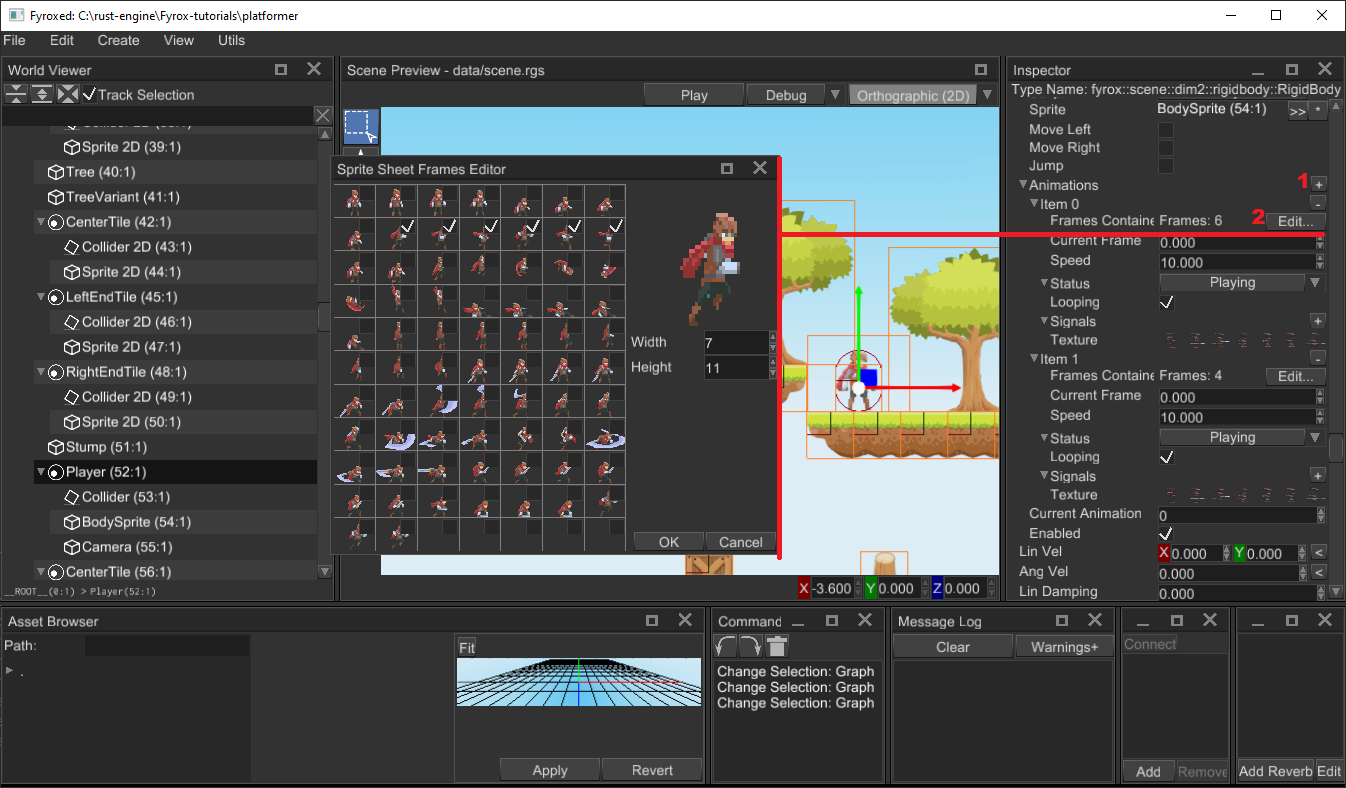 Fyroxed: C:\rust-engine\Fyrox-tutorials\platformer
File Edit Create View Utils
World Viewer
Track Selection
Sprite 2D (39:1)
Tree (40:1)
TreeVariant (41:1)
CenterTile (42:1)
Collider 2D (43:1)
Sprite 2D (44:1)
LeftEndTile (45:1)
Collider 2D (46:1)
Sprite 2D (47:1)
RightEndTile (48:1)
Collider 2D (49:1)
Sprite 2D (50:1)
Stump (51:1)
Player (52:1)
Collider (53:1)
BodySprite (54:1)
Camera (55:1)
CenterTile (56:1)
__ROOT__(0:1) > Player(52:1)
Scene Preview - data/scene.rgs
Play Debug Orthographic (2D)
Sprite Sheet Frames Editor
Width 7
Height 11
OK Cancel
X -3.600 Y 0.000 Z 0.000
Inspector
Type Name: fyrox::scene::dim2::rigidbody::RigidBody
Sprite BodySprite (54:1) >> *
Move Left
Move Right
Jump
Animations 1 +
Item 0 -
Frames Containe Frames: 6 2 Edit...
Current Frame 0.000
Speed 10.000
Status Playing
Looping
Signals +
Texture
Item 1 -
Frames Containe Frames: 4 Edit...
Current Frame 0.000
Speed 10.000
Status Playing
Looping
Signals +
Texture
Current Animation 0
Enabled
Lin Vel X 0.000 Y 0.000 <
Ang Vel 0.000 <
Lin Damping 0.000
Asset Browser
Path:
.
Fit
Apply Revert
Command
Change Selection: Graph
Change Selection: Graph
Change Selection: Graph
Message Log
Clear Warnings+
Connect
Add Remove
Add Reverb Edit